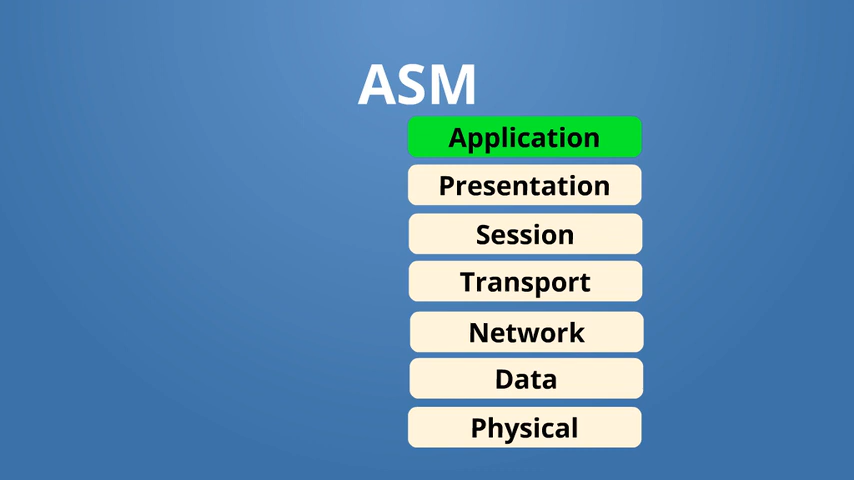 ASM
Application
Presentation
Session
Transport
Network
Data
Physical